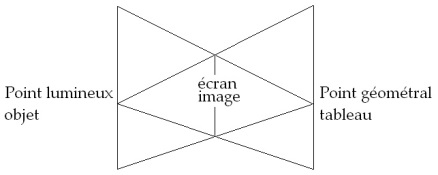 Point lumineux
objet
écran
image
Point géométral
tableau